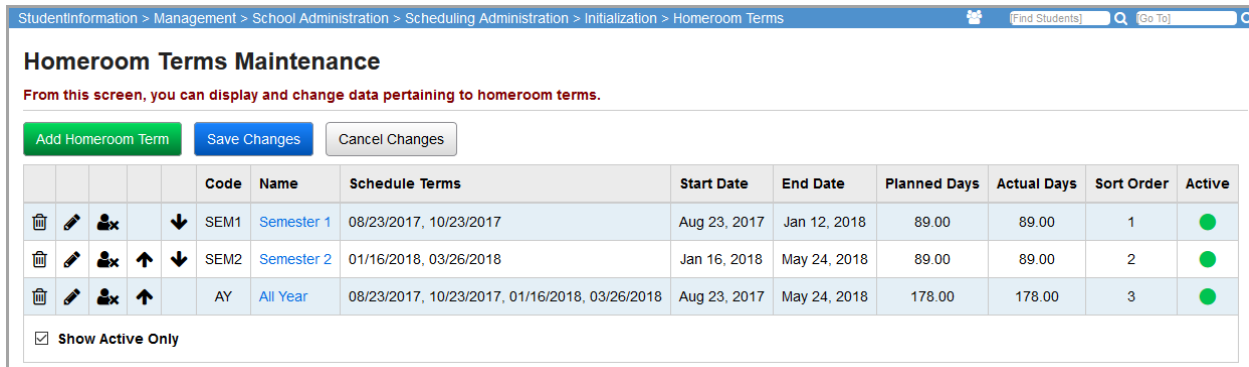 StudentInformation > Management > School Administration > Scheduling Administration > Initialization > Homeroom Terms [Find Students] [Go To]
Homeroom Terms Maintenance
From this screen, you can display and change data pertaining to homeroom terms.
Add Homeroom Term Save Changes Cancel Changes
Code Name Schedule Terms Start Date End Date Planned Days Actual Days Sort Order Active
SEM1 Semester 1 08/23/2017, 10/23/2017 Aug 23, 2017 Jan 12, 2018 89.00 89.00 1
SEM2 Semester 2 01/16/2018, 03/26/2018 Jan 16, 2018 May 24, 2018 89.00 89.00 2
AY All Year 08/23/2017, 10/23/2017, 01/16/2018, 03/26/2018 Aug 23, 2017 May 24, 2018 178.00 178.00 3
Show Active Only